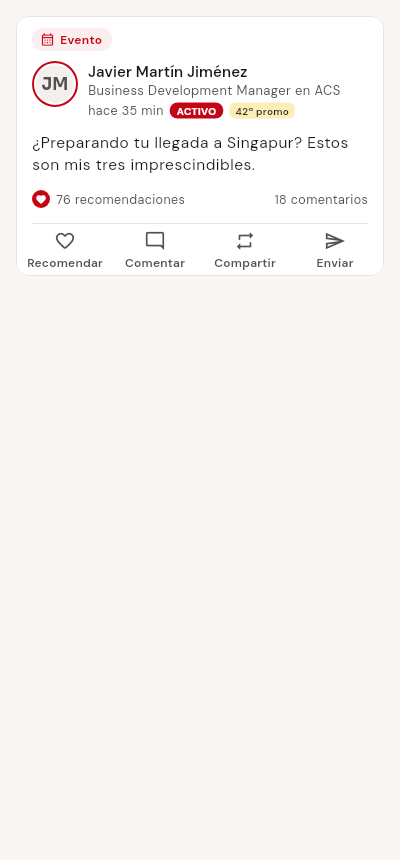 Evento
JM
Javier Martín Jiménez
Business Development Manager en ACS
hace 35 min ACTIVO 42ª promo
¿Preparando tu llegada a Singapur? Estos
son mis tres imprescindibles.
76 recomendaciones 18 comentarios
Recomendar Comentar Compartir Enviar